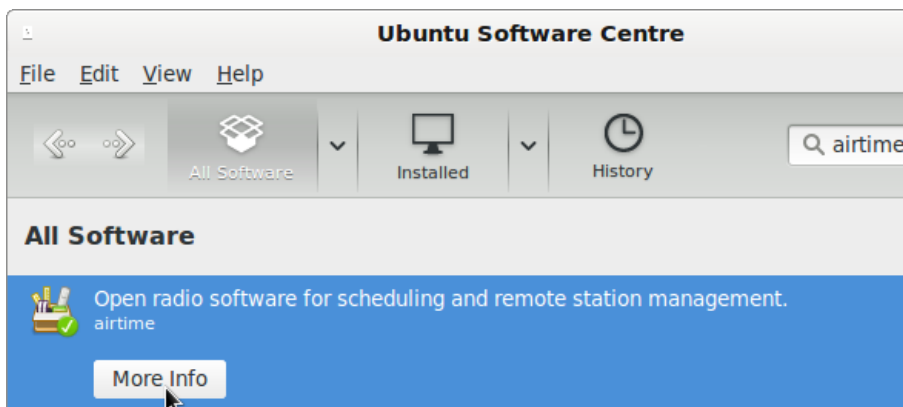 Ubuntu Software Centre
File Edit View Help
All Software Installed History airtime
All Software
Open radio software for scheduling and remote station management.
airtime
More Info